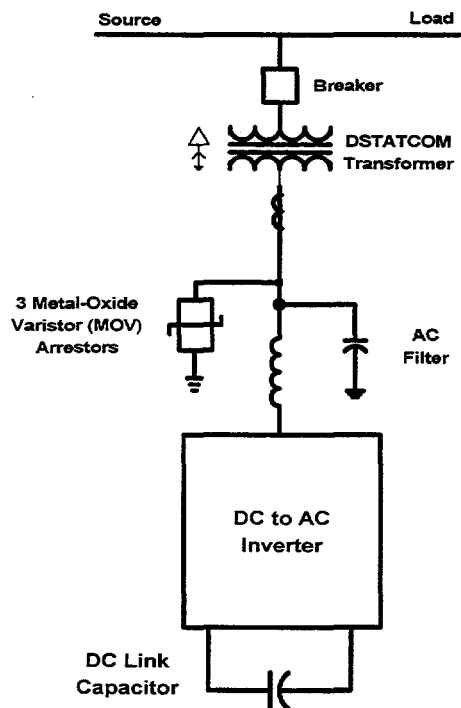 Source
Load
Breaker
DSTATCOM
Transformer
3 Metal-Oxide
Varistor (MOV)
Arrestors
AC
Filter
DC to AC
Inverter
DC Link
Capacitor